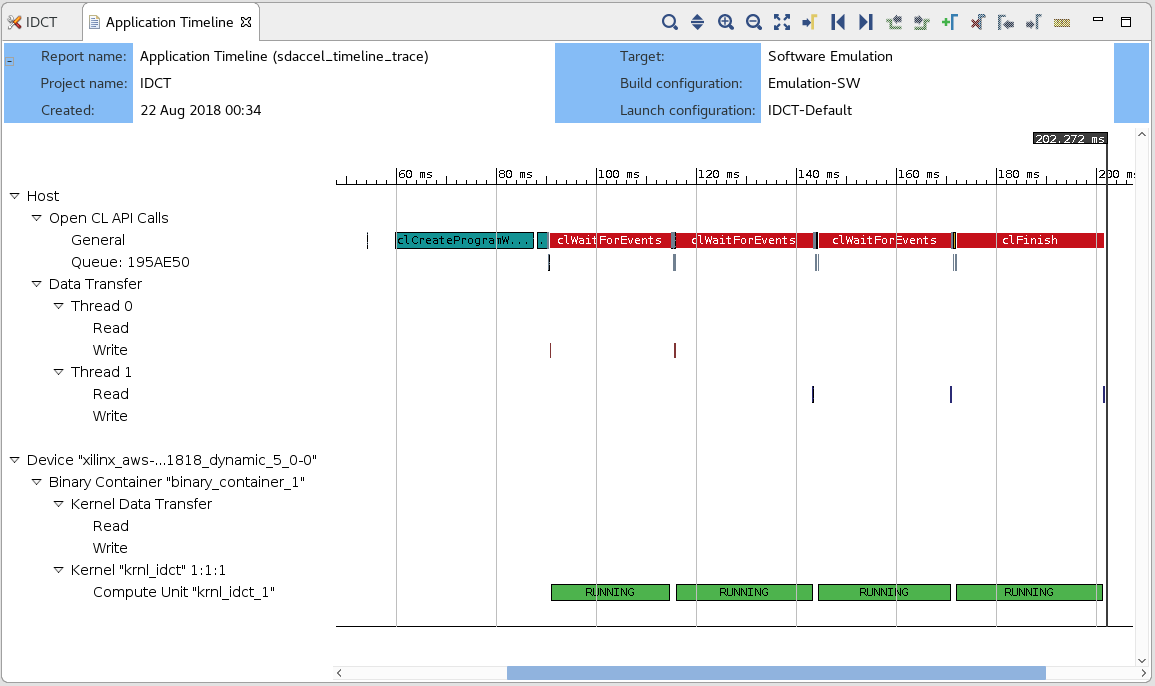 IDCT
Application Timeline
Report name: Application Timeline (sdaccel_timeline_trace) Target: Software Emulation
Project name: IDCT Build configuration: Emulation-SW
Created: 22 Aug 2018 00:34 Launch configuration: IDCT-Default
202.272 ms
60 ms 80 ms 100 ms 120 ms 140 ms 160 ms 180 ms 200 ms
Host
Open CL API Calls
General clCreateProgramW... . clWaitForEvents clWaitForEvents clWaitForEvents clFinish
Queue: 195AE50
Data Transfer
Thread 0
Read
Write
Thread 1
Read
Write
Device "xilinx_aws-...1818_dynamic_5_0-0"
Binary Container "binary_container_1"
Kernel Data Transfer
Read
Write
Kernel "krnl_idct" 1:1:1
Compute Unit "krnl_idct_1" RUNNING RUNNING RUNNING RUNNING